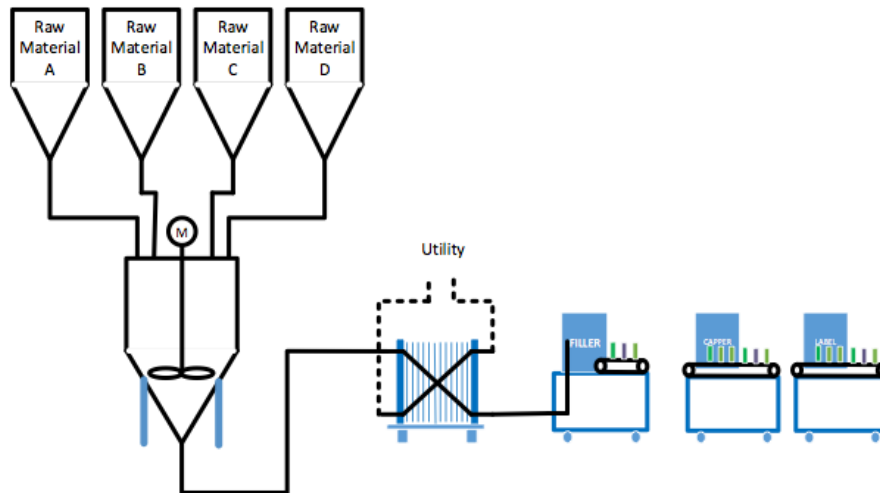 Raw
Material
A
Raw
Material
B
Raw
Material
C
Raw
Material
D
M
Utility
FILLER
CAPPER
LABEL